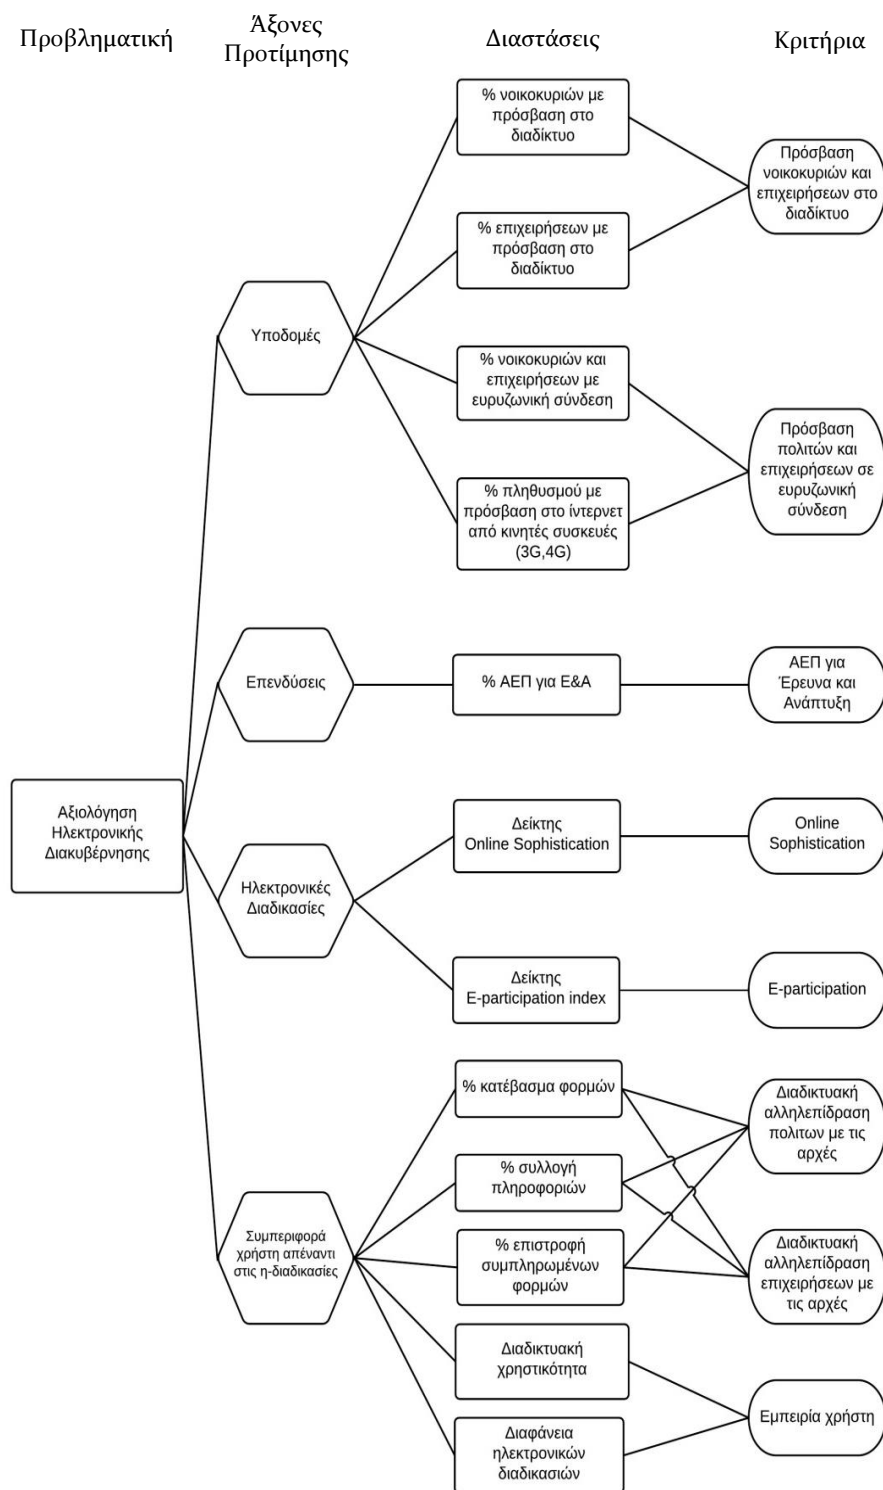 Προβληματική
Άξονες
Προτίμησης
Διαστάσεις
Κριτήρια
% νοικοκυριών με
πρόσβαση στο
διαδίκτυο
Πρόσβαση
νοικοκυριών και
επιχειρήσεων στο
διαδίκτυο
% επιχειρήσεων με
πρόσβαση στο
διαδίκτυο
Υποδομές
% νοικοκυριών και
επιχειρήσεων με
ευρυζωνική σύνδεση
Πρόσβαση
πολιτών και
επιχειρήσεων σε
ευρυζωνική
σύνδεση
% πληθυσμού με
πρόσβαση στο ίντερνετ
από κινητές συσκευές
(3G,4G)
Επενδύσεις
% ΑΕΠ για Ε&Α
ΑΕΠ για
Έρευνα και
Ανάπτυξη
Αξιολόγηση
Ηλεκτρονικής
Διακυβέρνησης
Δείκτης
Online Sophistication
Online
Sophistication
Ηλεκτρονικές
Διαδικασίες
Δείκτης
E-participation index
E-participation
% κατέβασμα φορμών
Διαδικτυακή
αλληλεπίδραση
πολιτων με τις
αρχές
% συλλογή
πληροφοριών
Συμπεριφορά
χρήστη απέναντι
στις η-διαδικασίες
% επιστροφή
συμπληρωμένων
φορμών
Διαδικτυακή
αλληλεπίδραση
επιχειρήσεων με
τις αρχές
Διαδικτυακή
χρηστικότητα
Εμπειρία χρήστη
Διαφάνεια
ηλεκτρονικών
διαδικασιών